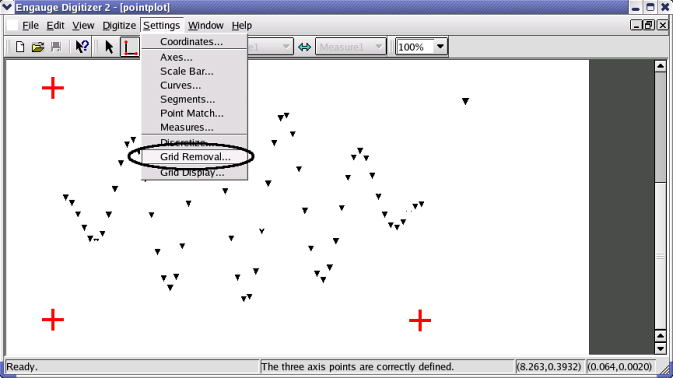 Engauge Digitizer 2 - [pointplot]
File Edit View Digitize Settings Window Help
Measure1 100%
Coordinates...
Axes...
Scale Bar...
Curves...
Segments...
Point Match...
Measures...
Discretize...
Grid Removal...
Grid Display...
Ready. The three axis points are correctly defined. (8.263,0.3932) (0.064,0.0020)